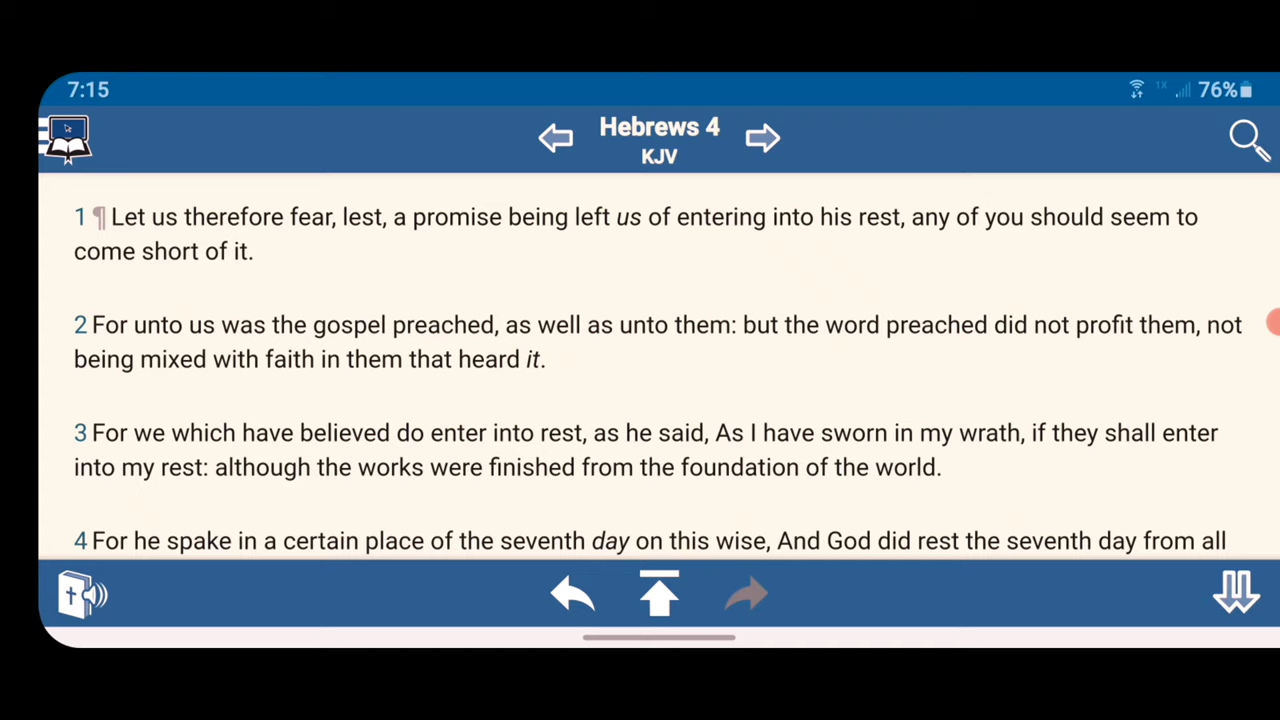 7:15
1X
76%
Hebrews 4
KJV
1 ¶ Let us therefore fear, lest, a promise being left us of entering into his rest, any of you should seem to
come short of it.
2 For unto us was the gospel preached, as well as unto them: but the word preached did not profit them, not
being mixed with faith in them that heard it.
3 For we which have believed do enter into rest, as he said, As I have sworn in my wrath, if they shall enter
into my rest: although the works were finished from the foundation of the world.
4 For he spake in a certain place of the seventh day on this wise, And God did rest the seventh day from all